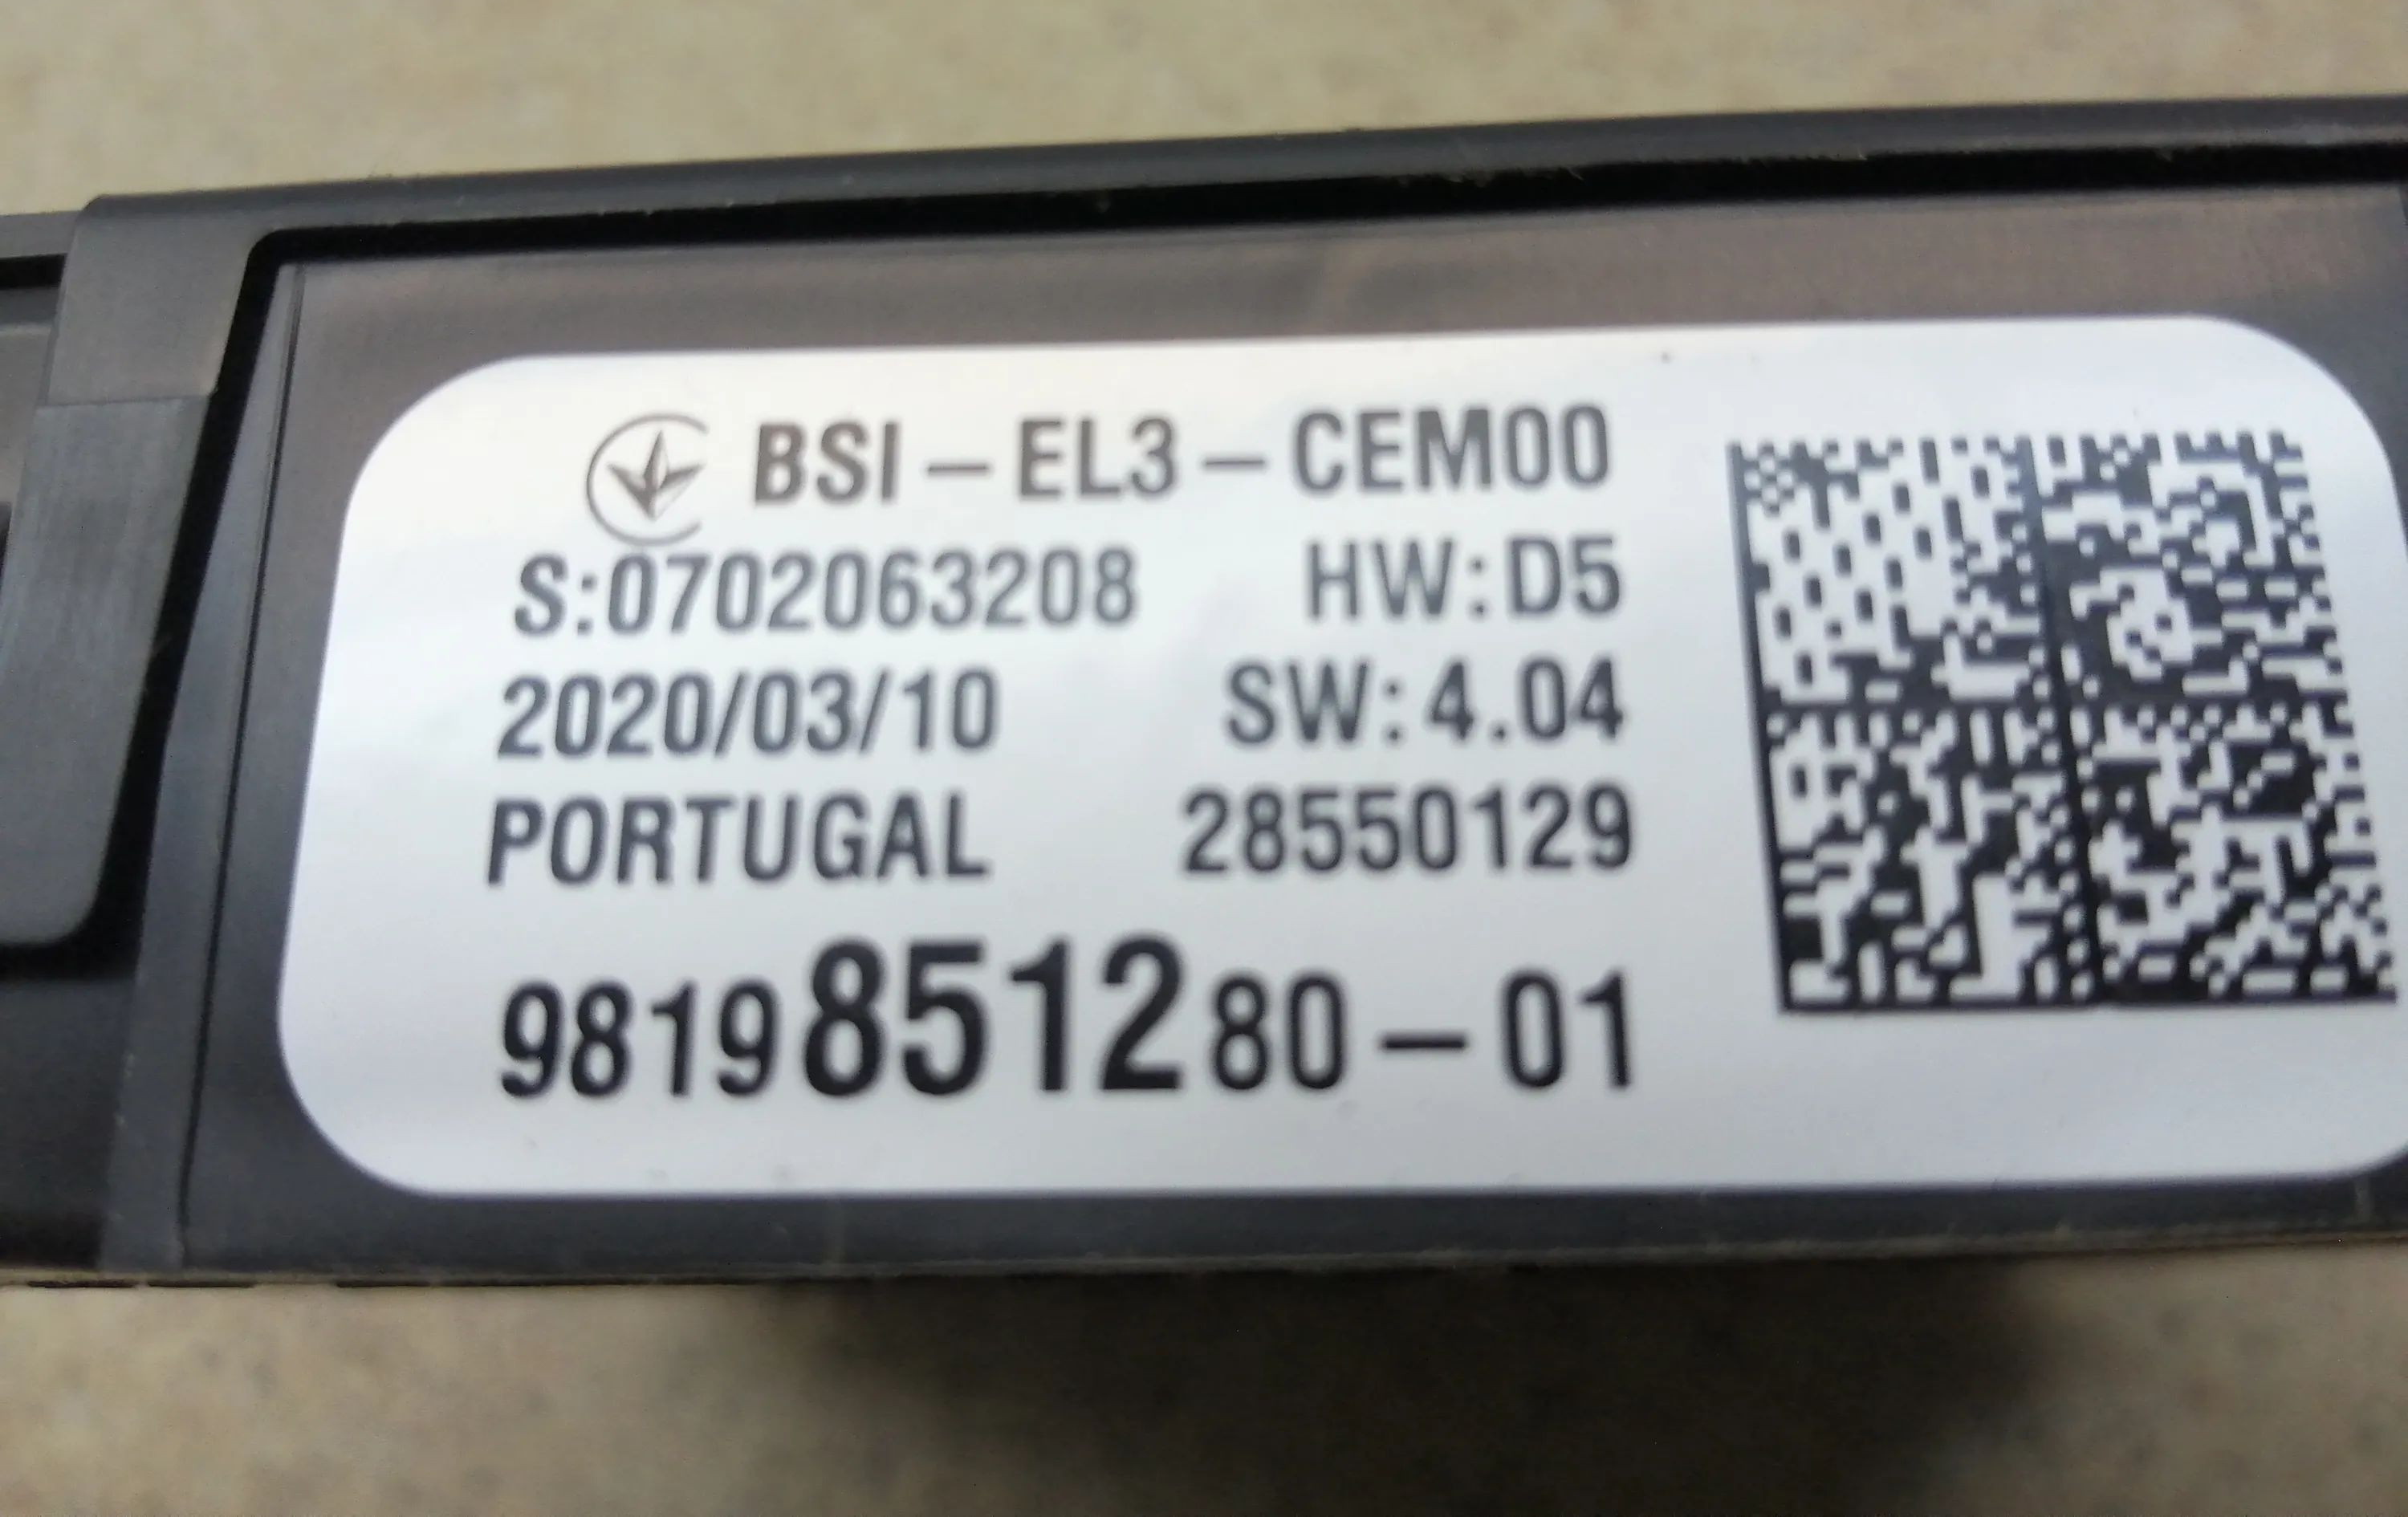 BSI-EL3-CEM00
S:0702063208 HW:D5
2020/03/10 SW:4.04
PORTUGAL 28550129
9819851280-01